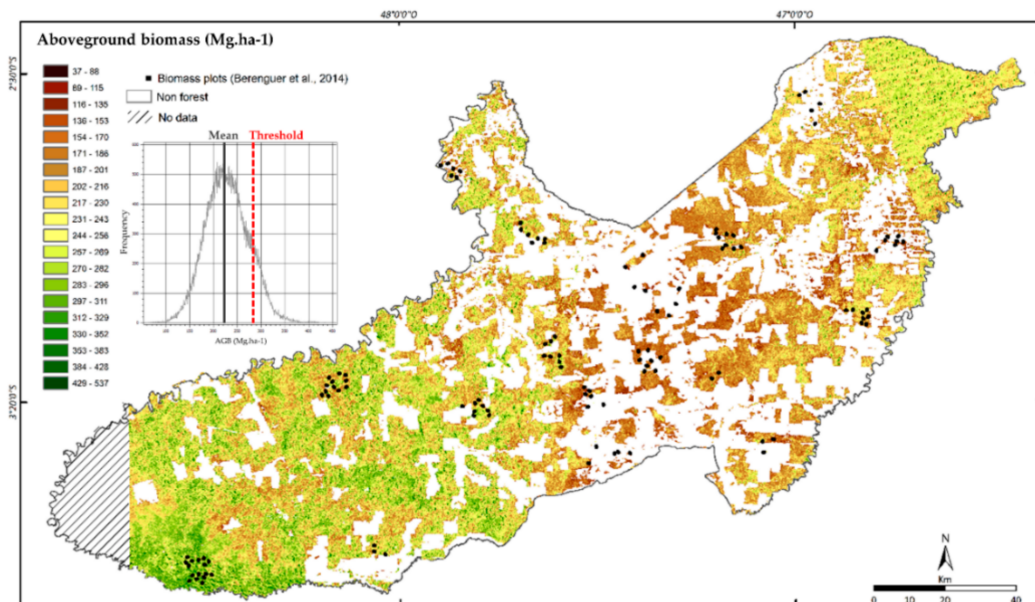 48°0'0"O
47°0'0"O
Aboveground biomass (Mg.ha-1)
2°30'0"S
37 - 88
89 - 115
116 - 135
136 - 153
154 - 170
171 - 186
187 - 201
202 - 216
217 - 230
231 - 243
244 - 256
257 - 269
270 - 282
283 - 296
297 - 311
312 - 329
330 - 352
353 - 383
384 - 428
429 - 537
Biomass plots (Berenguer et al., 2014)
Non forest
No data
Mean
Threshold
Frequency
AGB (Mg.ha-1)
3°20'0"S
N
Km
0 10 20 40